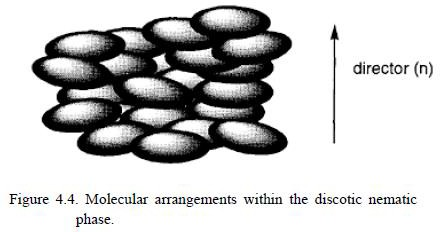 director (n)
Figure 4.4. Molecular arrangements within the discotic nematic
phase.